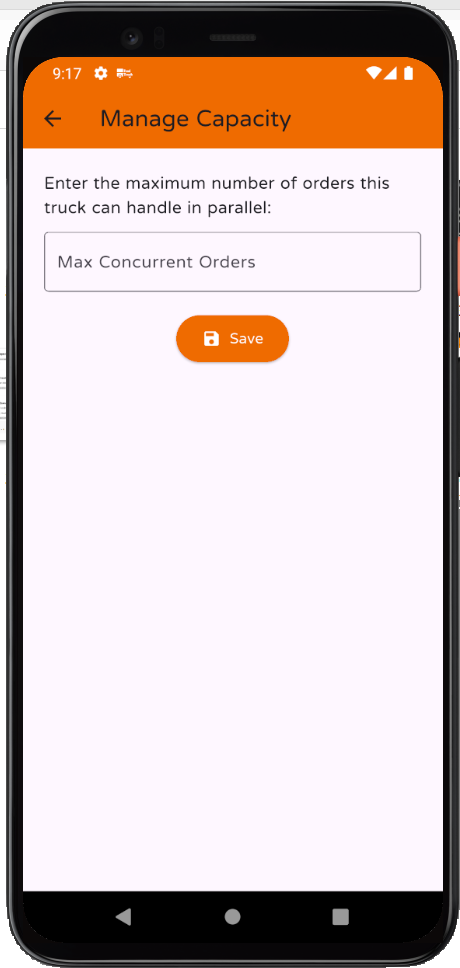 9:17
Manage Capacity
Enter the maximum number of orders this
truck can handle in parallel:
Max Concurrent Orders
Save